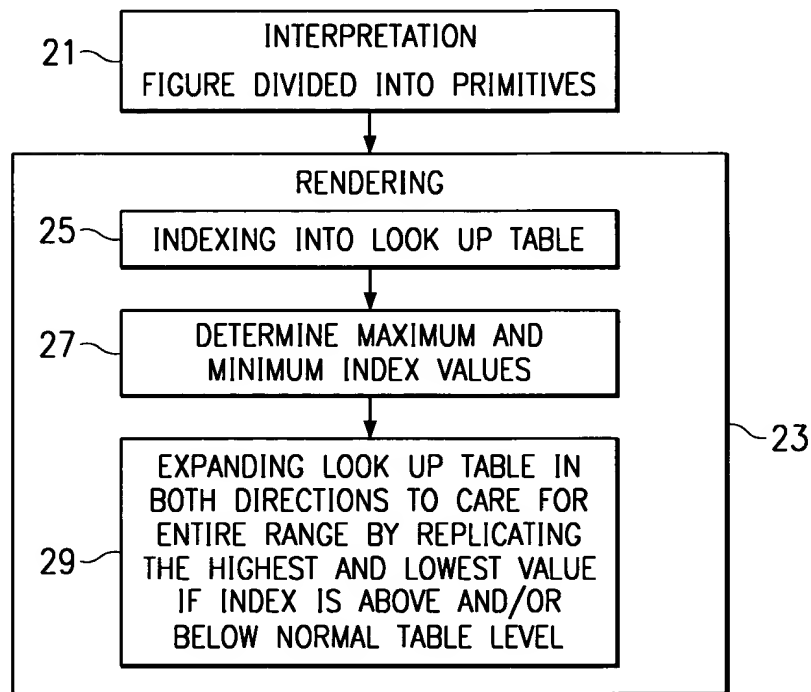 21
INTERPRETATION
FIGURE DIVIDED INTO PRIMITIVES
RENDERING
25
INDEXING INTO LOOK UP TABLE
27
DETERMINE MAXIMUM AND
MINIMUM INDEX VALUES
23
29
EXPANDING LOOK UP TABLE IN
BOTH DIRECTIONS TO CARE FOR
ENTIRE RANGE BY REPLICATING
THE HIGHEST AND LOWEST VALUE
IF INDEX IS ABOVE AND/OR
BELOW NORMAL TABLE LEVEL